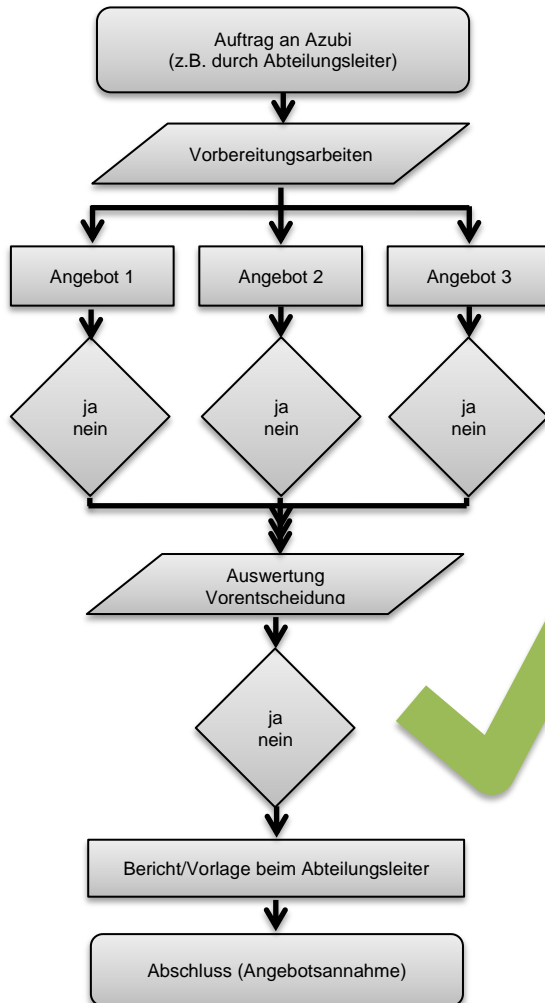 Auftrag an Azubi
(z.B. durch Abteilungsleiter)
Vorbereitungsarbeiten
Angebot 1
Angebot 2
Angebot 3
ja
nein
ja
nein
ja
nein
Auswertung
Vorentscheidung
ja
nein
Bericht/Vorlage beim Abteilungsleiter
Abschluss (Angebotsannahme)